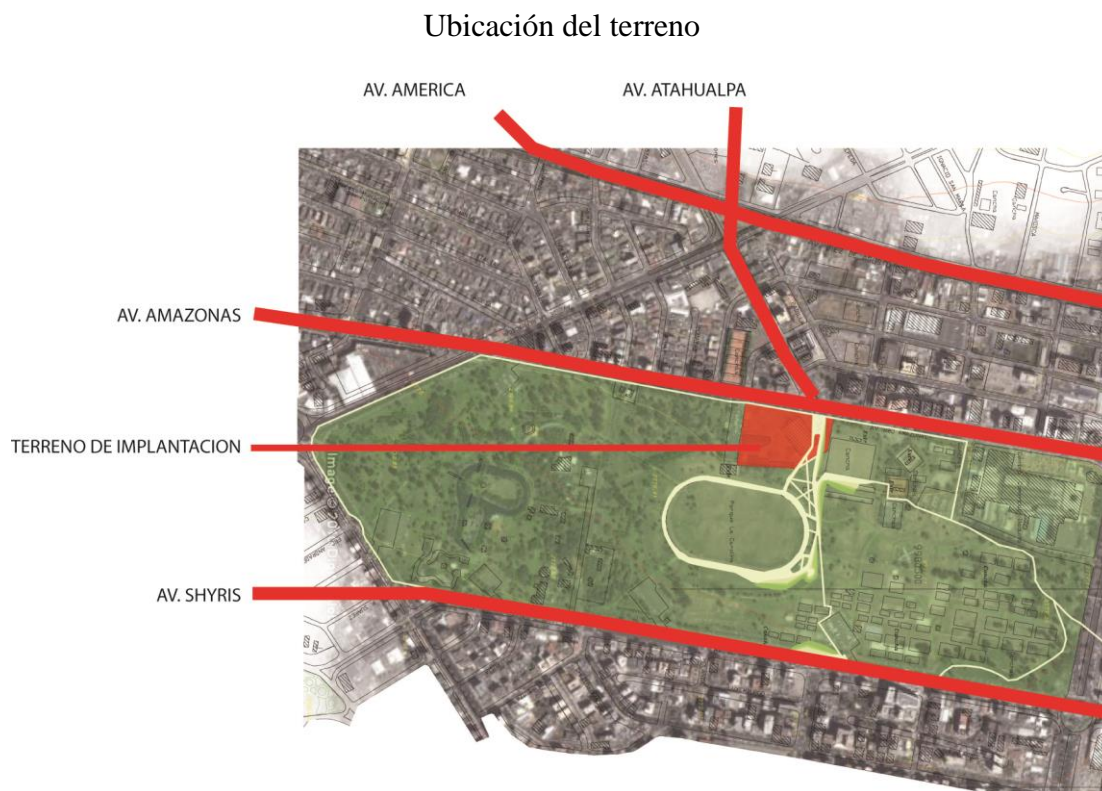 Ubicación del terreno
AV. AMERICA
AV. ATAHUALPA
AV. AMAZONAS
TERRENO DE IMPLANTACION
AV. SHYRIS